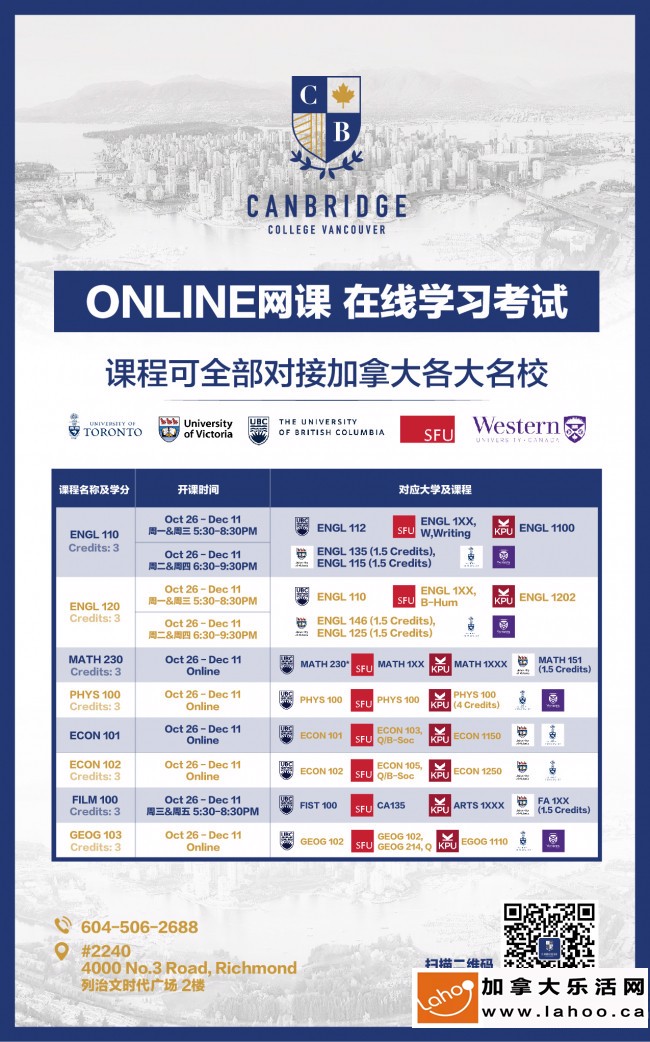 C
B
CANBRIDGE
COLLEGE VANCOUVER
ONLINE网课 在线学习考试
课程可全部对接加拿大各大名校
UNIVERSITY OF
TORONTO
University
of Victoria
UBC
THE UNIVERSITY
OF BRITISH COLUMBIA
SFU
Western
UNIVERSITY · CANADA
课程名称及学分 开课时间 对应大学及课程
ENGL 110
Credits: 3
Oct 26 – Dec 11
周一&周三 5:30–8:30PM
UBC ENGL 112 SFU ENGL 1XX, W,Writing KPU ENGL 1100
Oct 26 – Dec 11
周二&周四 6:30–9:30PM
ENGL 135 (1.5 Credits),
ENGL 115 (1.5 Credits)
ENGL 120
Credits: 3
Oct 26 – Dec 11
周一&周三 5:30–8:30PM
UBC ENGL 110 SFU ENGL 1XX, B–Hum KPU ENGL 1202
Oct 26 – Dec 11
周二&周四 6:30–9:30PM
ENGL 146 (1.5 Credits),
ENGL 125 (1.5 Credits)
MATH 230
Credits: 3
Oct 26 – Dec 11
Online
UBC MATH 230* SFU MATH 1XX KPU MATH 1XXX MATH 151 (1.5 Credits)
PHYS 100
Credits: 3
Oct 26 – Dec 11
Online
UBC PHYS 100 SFU PHYS 100 KPU PHYS 100 (4 Credits)
ECON 101
Oct 26 – Dec 11
Online
UBC ECON 101 SFU ECON 103, Q/B–Soc KPU ECON 1150
ECON 102
Credits: 3
Oct 26 – Dec 11
Online
UBC ECON 102 SFU ECON 105, Q/B–Soc KPU ECON 1250
FILM 100
Credits: 3
Oct 26 – Dec 11
周三&周五 5:30–8:30PM
UBC FIST 100 SFU CA135 KPU ARTS 1XXX FA 1XX (1.5 Credits)
GEOG 103
Credits: 3
Oct 26 – Dec 11
Online
UBC GEOG 102 SFU GEOG 102, GEOG 214, Q KPU EGOG 1110
604–506–2688
#2240
4000 No.3 Road, Richmond
列治文时代广场 2楼
扫描二维码
CANBRIDGE
Lahoo
加拿大乐活网
www.lahoo.ca